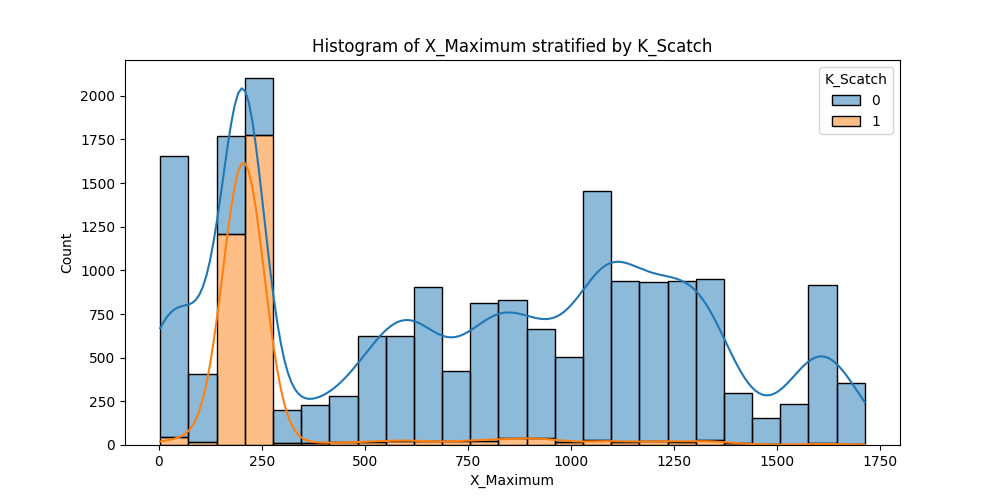 Histogram of X_Maximum stratified by K_Scatch
K_Scatch
0
1
2000
1750
1500
1250
1000
750
500
250
0
Count
0 250 500 750 1000 1250 1500 1750
X_Maximum